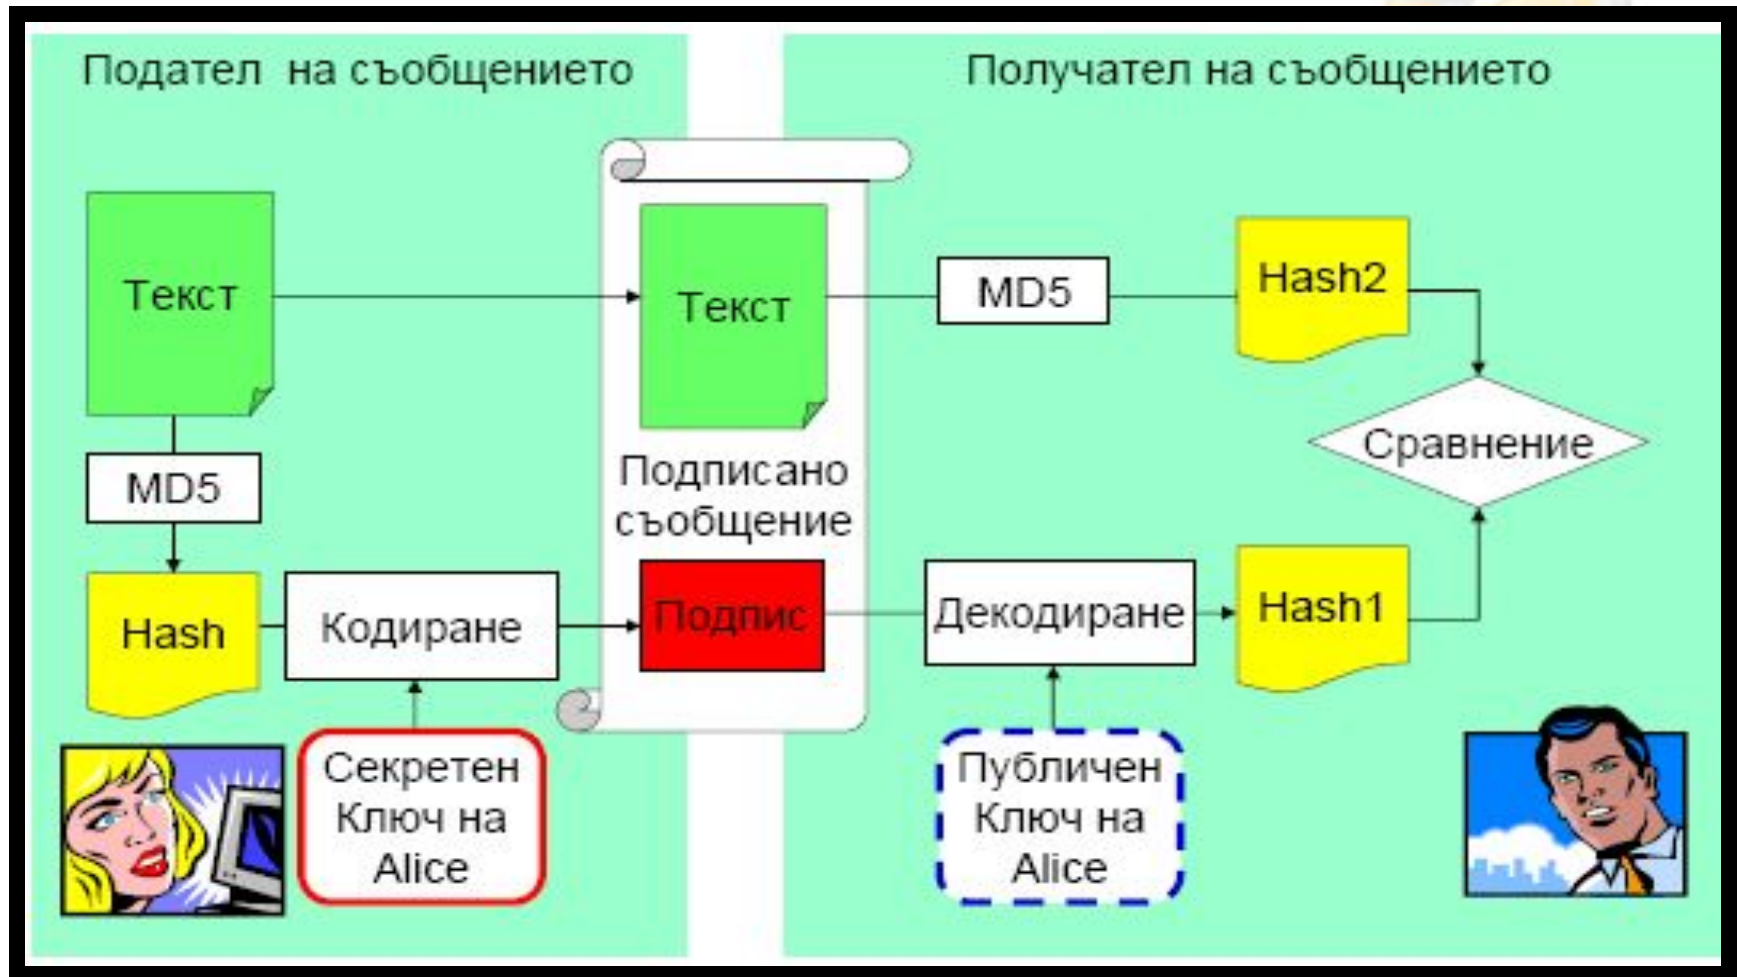 Подател на съобщението
Текст
MD5
Hash
Кодиране
Секретен
Ключ на
Alice
Текст
Подписано
съобщение
Подпис
Получател на съобщението
MD5
Hash2
Сравнение
Декодиране
Hash1
Публичен
Ключ на
Alice